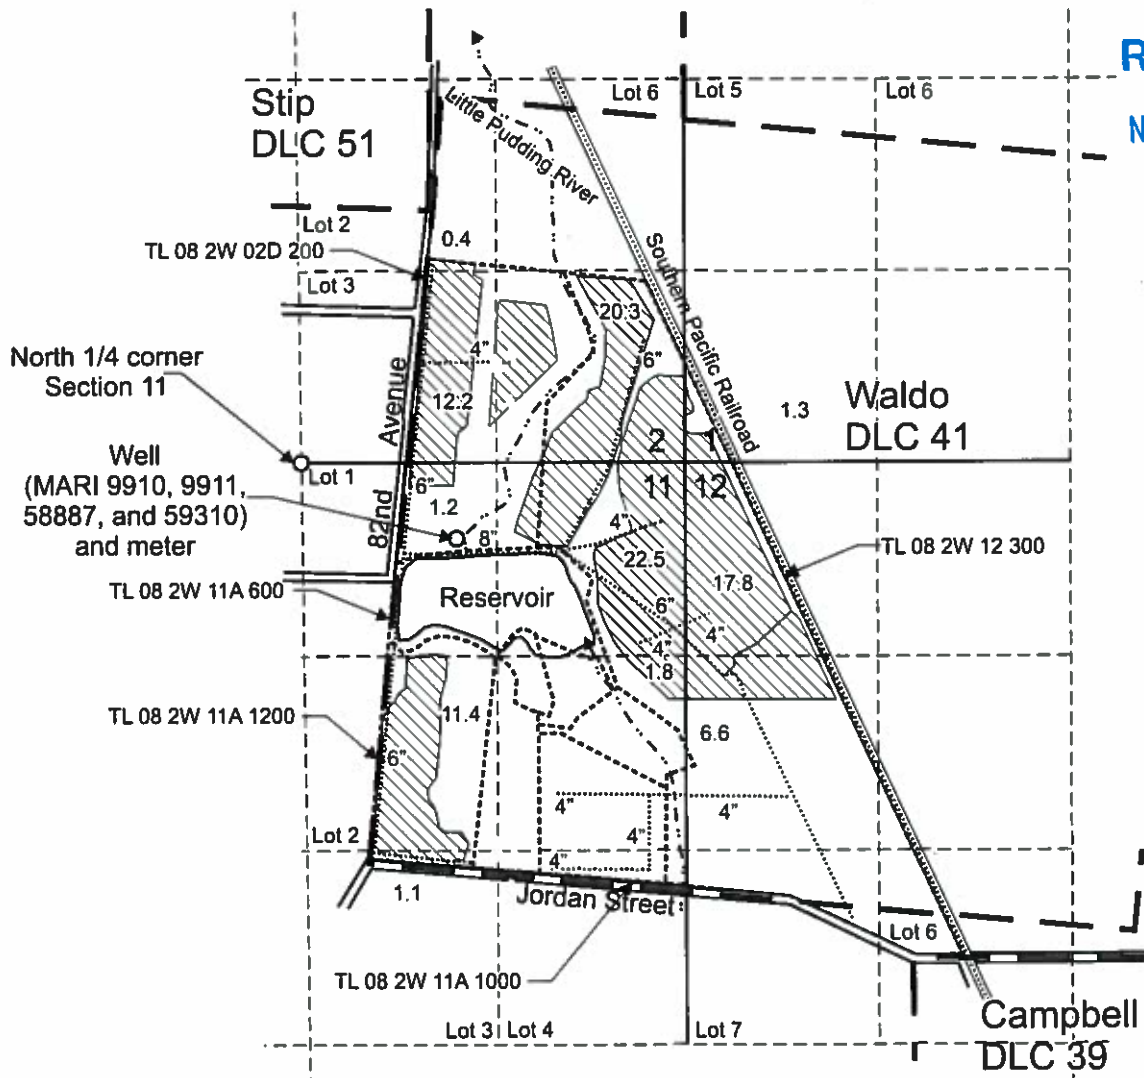 R
Lot 6
Lot 5
Lot 6
Stip
DLC 51
Little Pudding River
N
Lot 2
TL 08 2W 02D 200
0.4
Lot 3
Southern Pacific Railroad
20.3
North 1/4 corner
Section 11
4"
6"
82nd Avenue
12.2
1.3
Waldo
DLC 41
2
1
Well
(MARI 9910, 9911,
58887, and 59310)
and meter
Lot 1
6"
11
12
1.2
8"
4"
22.5
TL 08 2W 12 300
TL 08 2W 11A 600
Reservoir
17.8
6"
4"
4"
1.8
TL 08 2W 11A 1200
11.4
6.6
6"
4"
4"
4"
4"
Lot 2
1.1
Jordan Street
Lot 6
TL 08 2W 11A 1000
Lot 3
Lot 4
Lot 7
Campbell
DLC 39